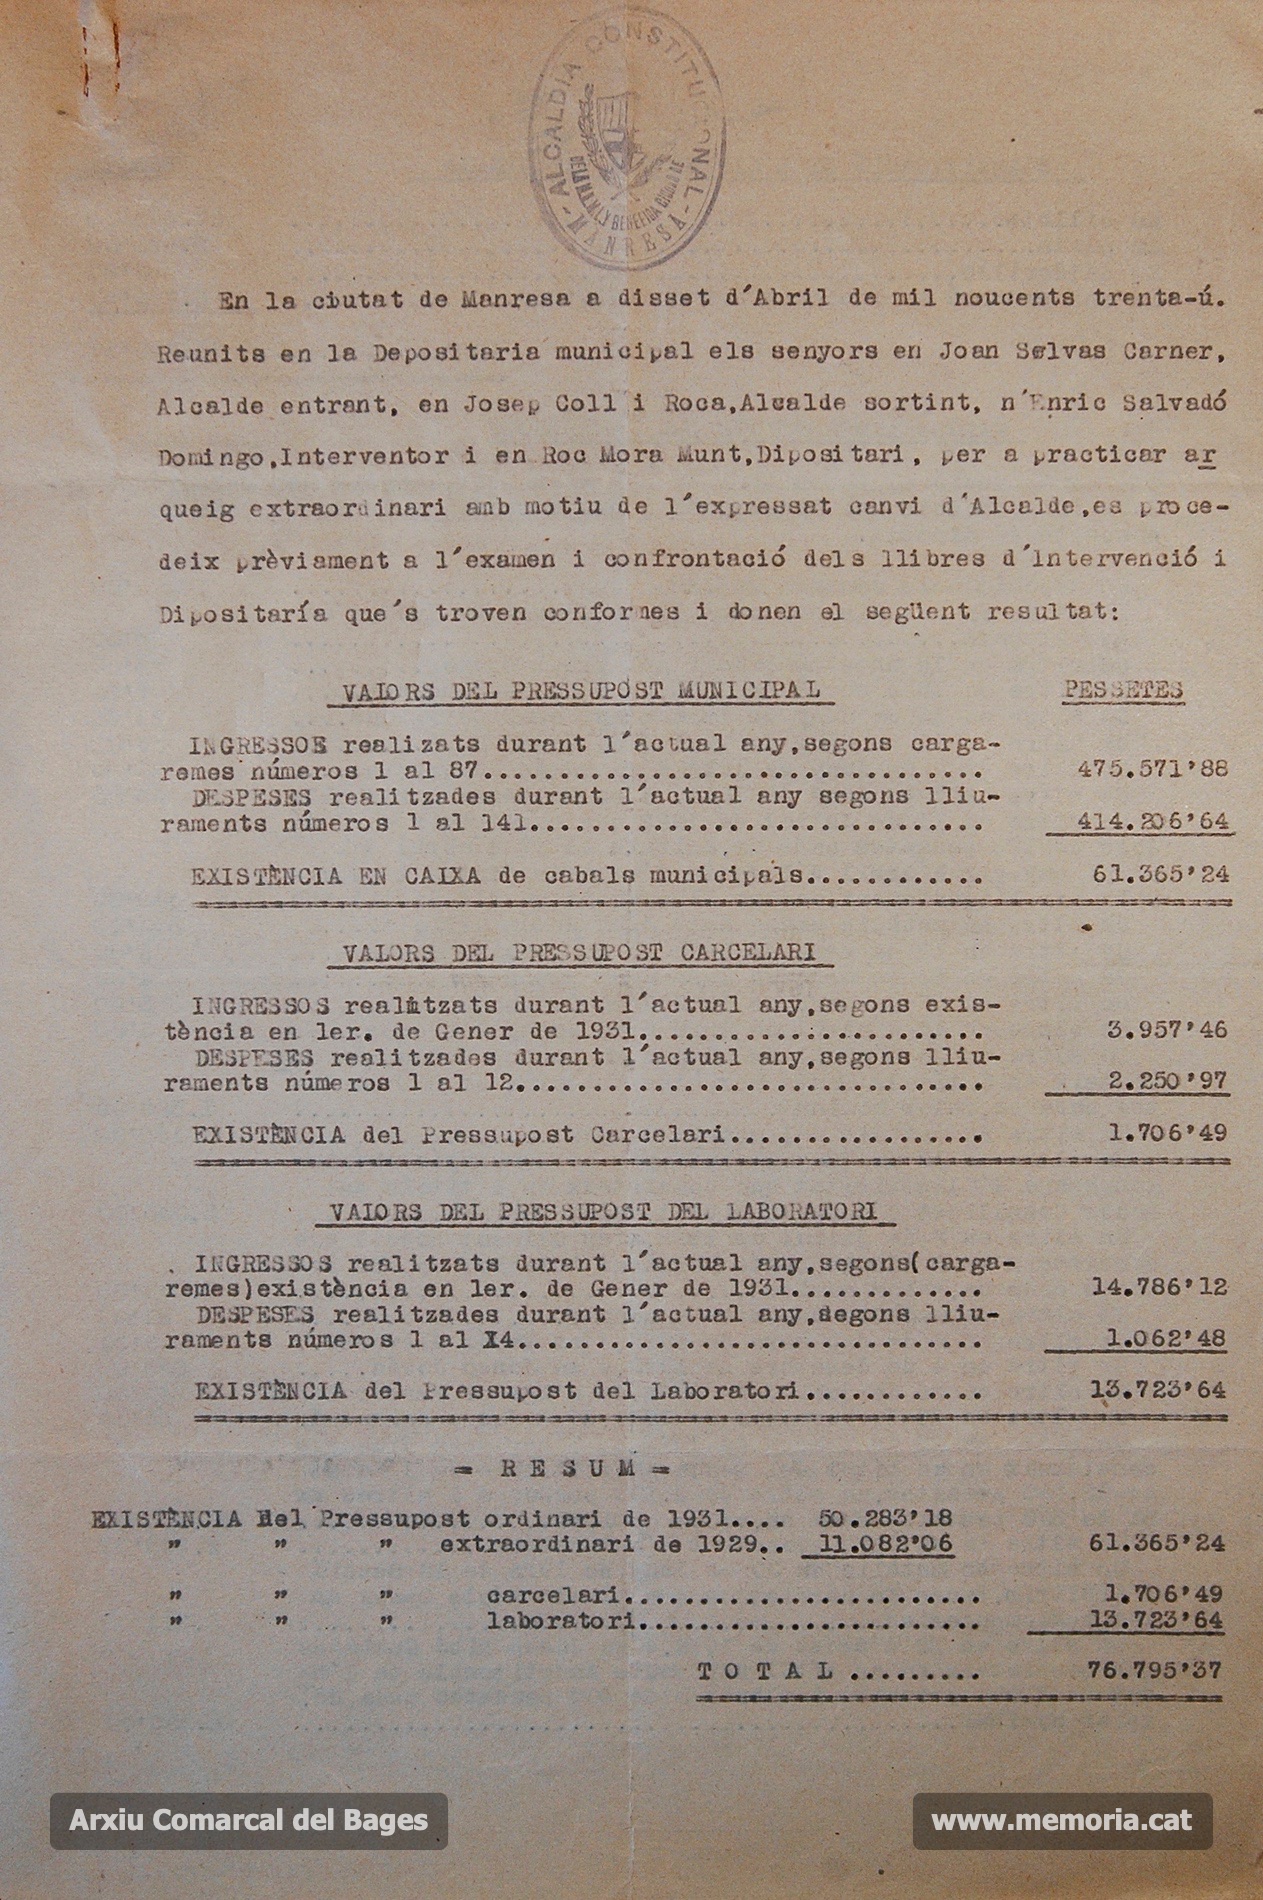 ALCALDIA CONSTITUCIONAL
- MANRESA -
En la ciutat de Manresa a disset d'Abril de mil noucents trenta-ú.
Reunits en la Depositaria municipal els senyors en Joan Selvas Carner,
Alcalde entrant, en Josep Coll i Roca,Alcalde sortint, n'Enric Salvadó
Domingo,Interventor i en Roc Mora Munt,Dipositari, per a practicar ar
queig extraordinari amb motiu de l'expressat canvi d'Alcalde,es proce-
deix prèviament a l'examen i confrontació dels llibres d'Intervenció i
Dipositaría que's troven conformes i donen el següent resultat:
VALORS DEL PRESSUPOST MUNICIPAL PESSETES
INGRESSOS realizats durant l'actual any,segons carga-
remes números 1 al 87................................. 475.571'88
DESPESES realitzades durant l'actual any segons lliu-
raments números 1 al 141.............................. 414.206'64
EXISTÈNCIA EN CAIXA de cabals municipals............ 61.365'24
VALORS DEL PRESSUPOST CARCELARI
INGRESSOS realitzats durant l'actual any,segons exis-
tència en 1er. de Gener de 1931....................... 3.957'46
DESPESES realitzades durant l'actual any,segons lliu-
raments números 1 al 12............................... 2.250'97
EXISTÈNCIA del Pressupost Carcelari................. 1.706'49
VALORS DEL PRESSUPOST DEL LABORATORI
INGRESSOS realitzats durant l'actual any,segons(carga-
remes)existència en 1er. de Gener de 1931............. 14.786'12
DESPESES realitzades durant l'actual any,segons lliu-
raments números 1 al 14............................... 1.062'48
EXISTÈNCIA del Pressupost del Laboratori............ 13.723'64
= R E S U M =
EXISTÈNCIA del Pressupost ordinari de 1931.... 50.283'18
" " " extraordinari de 1929.. 11.082'06 61.365'24
" " " carcelari........................ 1.706'49
" " " laboratori....................... 13.723'64
T O T A L ......... 76.795'37
Arxiu Comarcal del Bages
www.memoria.cat